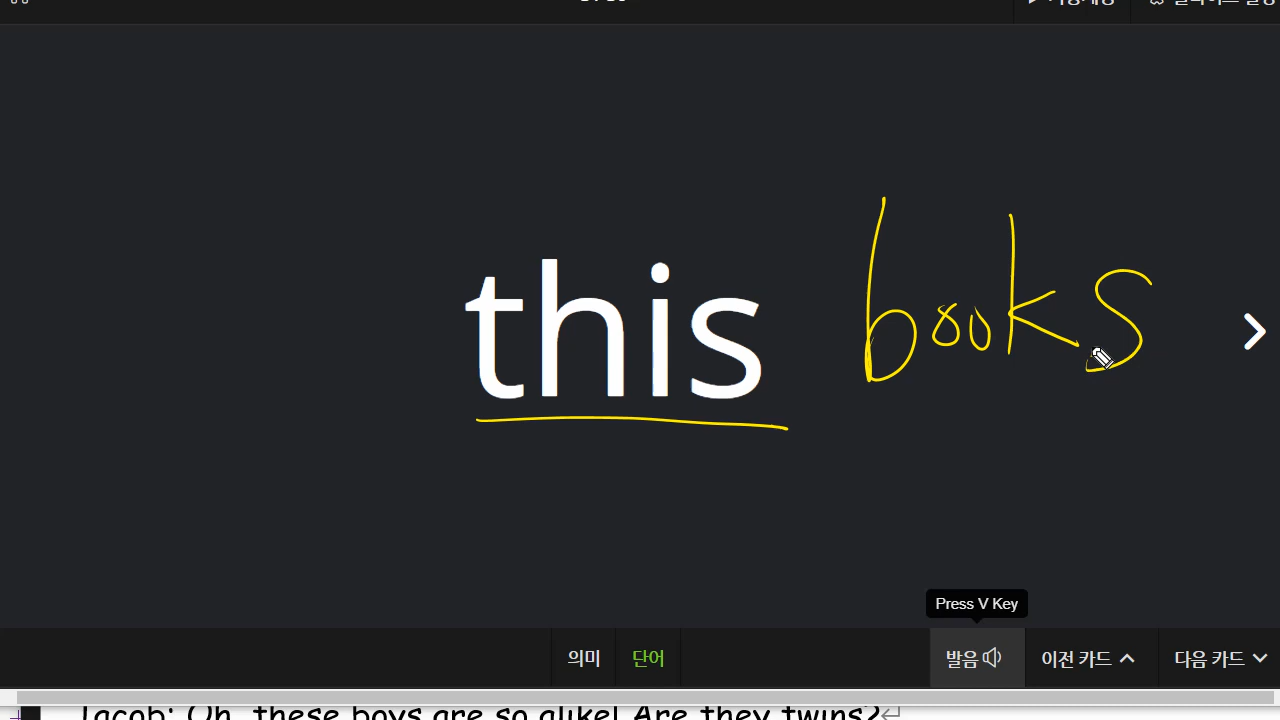 this books
Press V Key
의미 단어 발음 이전 카드 다음 카드
Jacob: Oh, these boys are so alike! Are they twins?